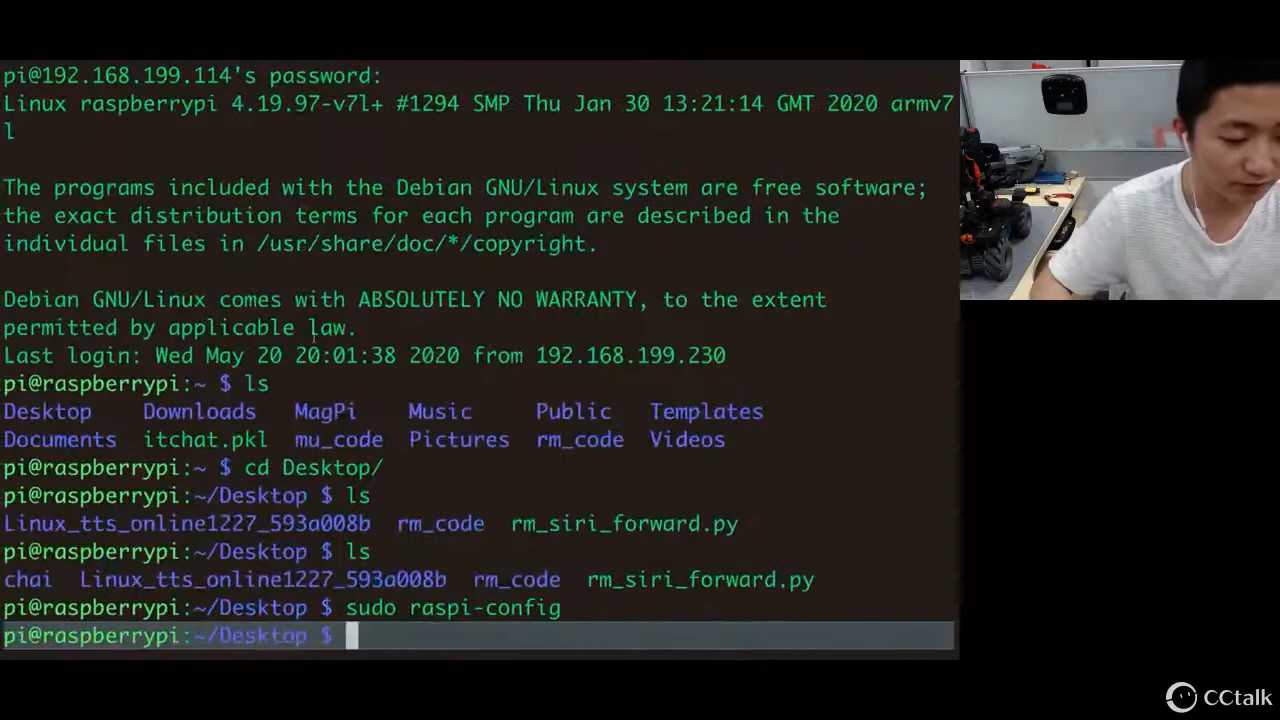 pi@192.168.199.114's password:
Linux raspberrypi 4.19.97-v7l+ #1294 SMP Thu Jan 30 13:21:14 GMT 2020 armv7
l
The programs included with the Debian GNU/Linux system are free software;
the exact distribution terms for each program are described in the
individual files in /usr/share/doc/*/copyright.
Debian GNU/Linux comes with ABSOLUTELY NO WARRANTY, to the extent
permitted by applicable law.
Last login: Wed May 20 20:01:38 2020 from 192.168.199.230
pi@raspberrypi:~ $ ls
Desktop Downloads MagPi Music Public Templates
Documents itchat.pkl mu_code Pictures rm_code Videos
pi@raspberrypi:~ $ cd Desktop/
pi@raspberrypi:~/Desktop $ ls
Linux_tts_online1227_593a008b rm_code rm_siri_forward.py
pi@raspberrypi:~/Desktop $ ls
chai Linux_tts_online1227_593a008b rm_code rm_siri_forward.py
pi@raspberrypi:~/Desktop $ sudo raspi-config
pi@raspberrypi:~/Desktop $
CCtalk